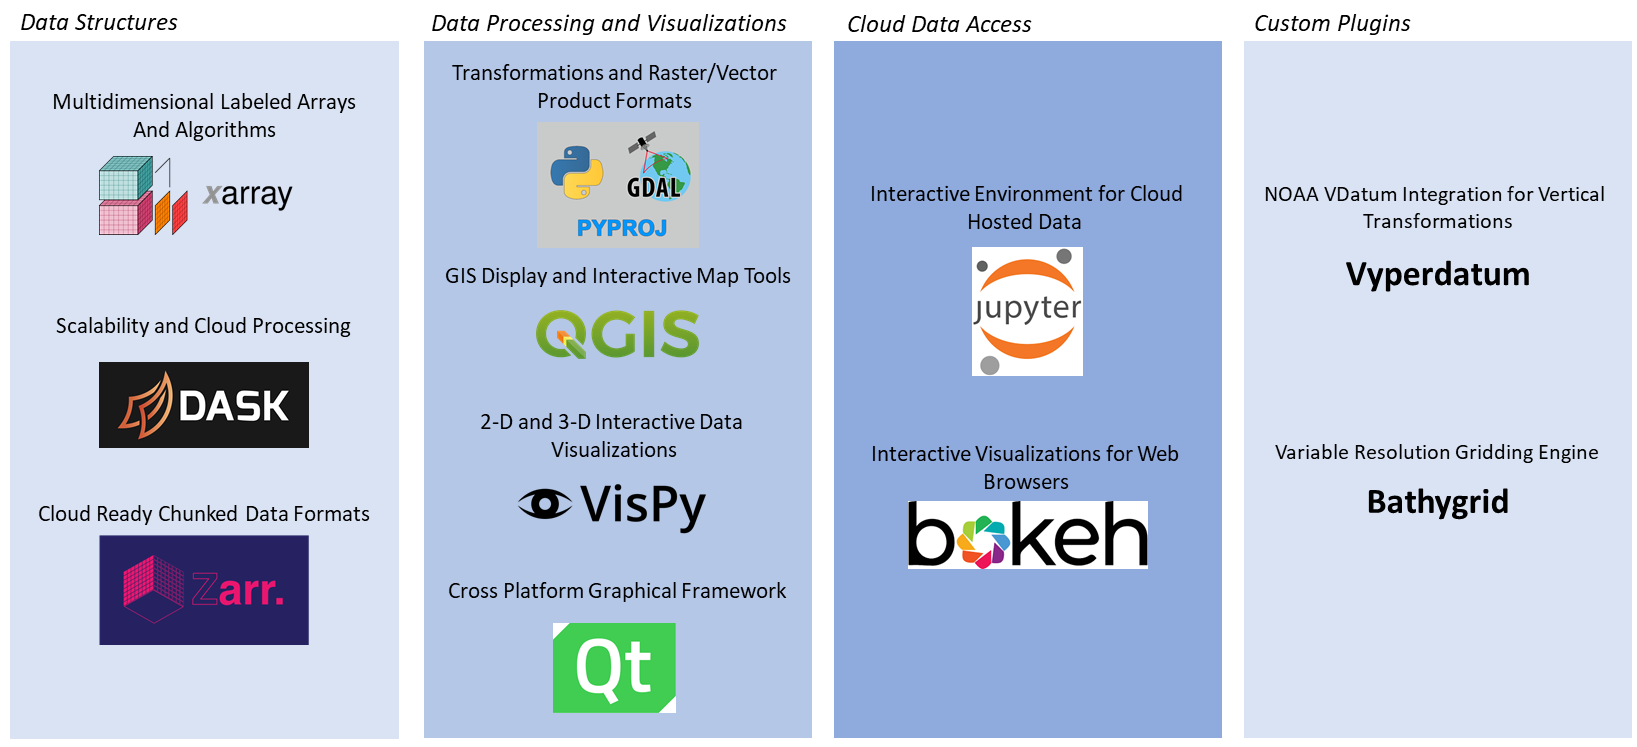 Data Structures
Multidimensional Labeled Arrays
And Algorithms
xarray
Scalability and Cloud Processing
DASK
Cloud Ready Chunked Data Formats
Zarr.
Data Processing and Visualizations
Transformations and Raster/Vector
Product Formats
GDAL
PYPROJ
GIS Display and Interactive Map Tools
QGIS
2-D and 3-D Interactive Data
Visualizations
VisPy
Cross Platform Graphical Framework
Qt
Cloud Data Access
Interactive Environment for Cloud
Hosted Data
jupyter
Interactive Visualizations for Web
Browsers
bokeh
Custom Plugins
NOAA VDatum Integration for Vertical
Transformations
Vyperdatum
Variable Resolution Gridding Engine
Bathygrid